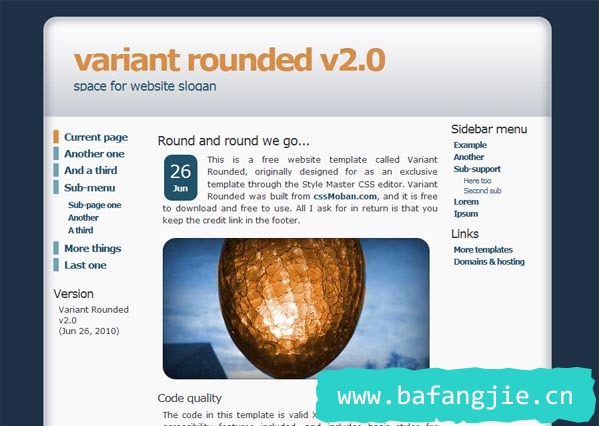 variant rounded v2.0
space for website slogan
Current page
Another one
And a third
Sub-menu
Sub-page one
Another
A third
More things
Last one
Version
Variant Rounded
v2.0
(Jun 26, 2010)
Round and round we go...
26
Jun
This is a free website template called Variant
Rounded, originally designed for as an exclusive
template through the Style Master CSS editor. Variant
Rounded was built from cssMoban.com, and it is free
to download and free to use. All I ask for in return is that you
keep the credit link in the footer.
Code quality
The code in this template is valid X
Sidebar menu
Example
Another
Sub-support
Here too
Second sub
Lorem
Ipsum
Links
More templates
Domains & hosting
www.bafangjie.cn